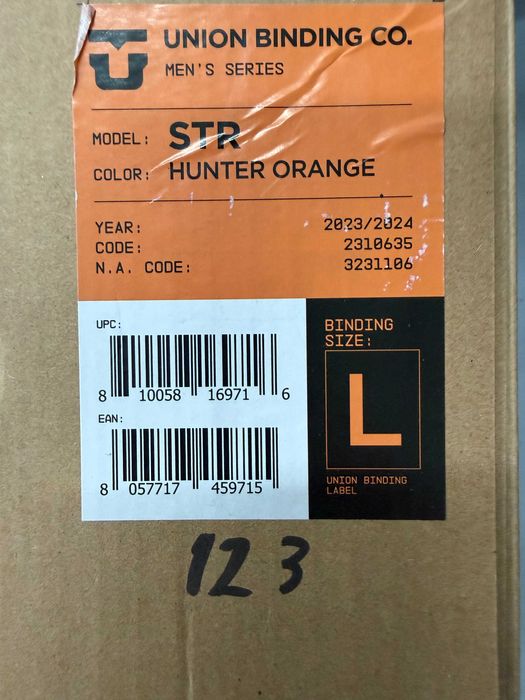 UNION BINDING CO.
MEN'S SERIES
MODEL: STR
COLOR: HUNTER ORANGE
YEAR: 2023/2024
CODE: 2310635
N.A. CODE: 3231106
UPC:
8 10058 16971 6
EAN:
8 057717 459715
BINDING
SIZE:
L
UNION BINDING
LABEL
123